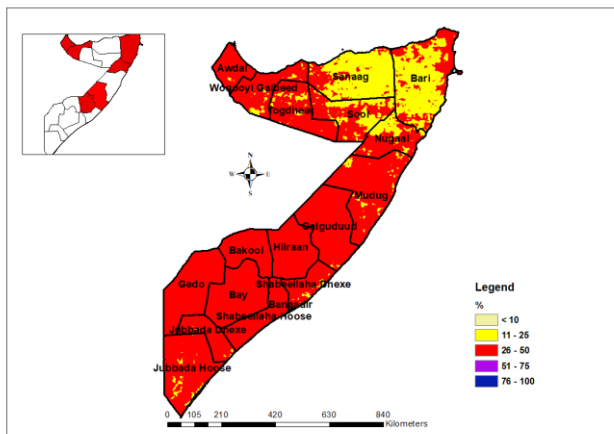 Awdal
Woqooyi Galbeed
Togdheer
Sanaag
Bari
Sool
Nugaal
N
W E
S
Mudug
Galguduud
Bakool
Hiiraan
Gedo
Bay
Shabeellaha Dhexe
Banaadir
Shabeellaha Hoose
Jubbada Dhexe
Jubbada Hoose
Legend
%
< 10
11 - 25
26 - 50
51 - 75
76 - 100
0 105 210 420 630 840
Kilometers